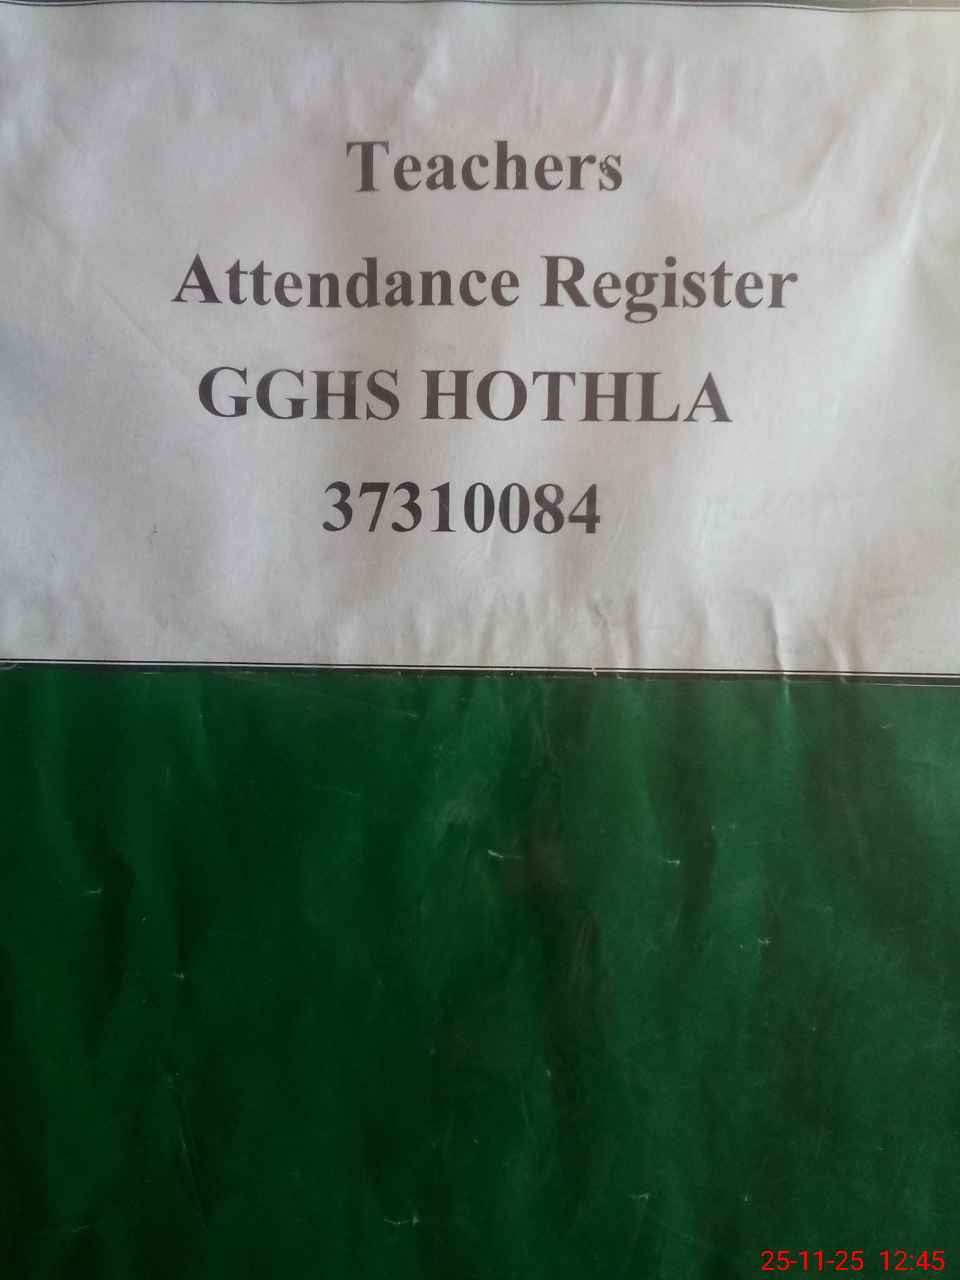 Teachers
Attendance Register
GGHS HOTHLA
37310084
25-11-25 12:45